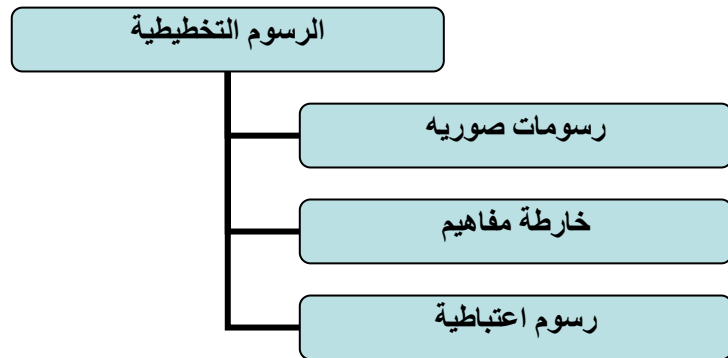 الرسوم التخطيطية
رسومات صوريه
خارطة مفاهيم
رسوم اعتباطية